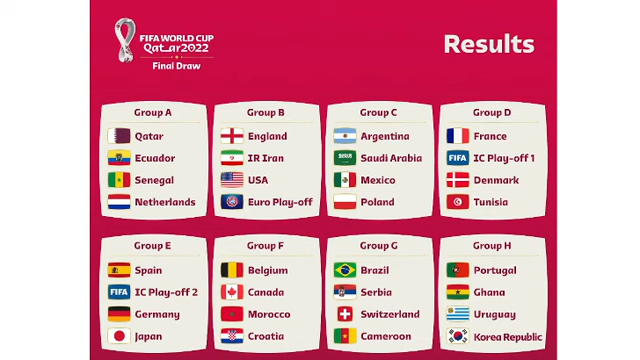 FIFA WORLD CUP
Qatar2022
Final Draw
Results
Group A
Qatar
Ecuador
Senegal
Netherlands
Group B
England
IR Iran
USA
Euro Play-off
Group C
Argentina
Saudi Arabia
Mexico
Poland
Group D
France
FIFA IC Play-off 1
Denmark
Tunisia
Group E
Spain
FIFA IC Play-off 2
Germany
Japan
Group F
Belgium
Canada
Morocco
Croatia
Group G
Brazil
Serbia
Switzerland
Cameroon
Group H
Portugal
Ghana
Uruguay
Korea Republic